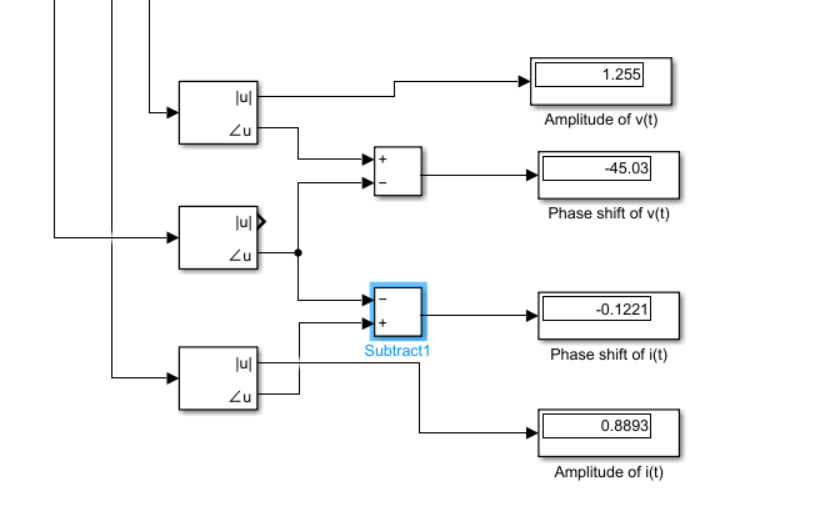 |u|
∠u
1.255
Amplitude of v(t)
+
−
-45.03
Phase shift of v(t)
|u|
∠u
−
+
Subtract1
-0.1221
Phase shift of i(t)
|u|
∠u
0.8893
Amplitude of i(t)